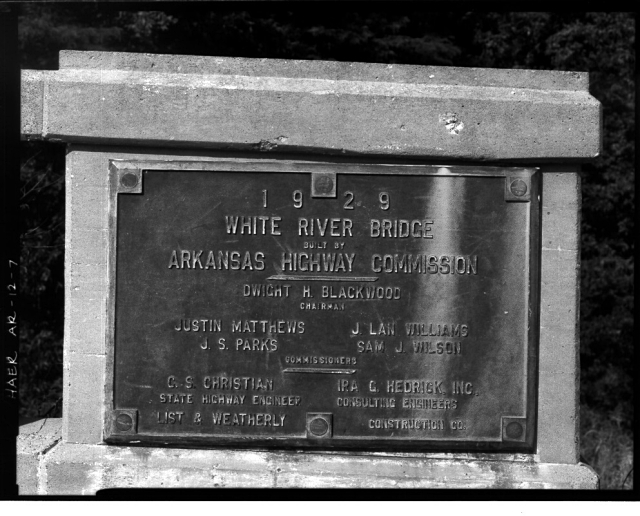 1929
WHITE RIVER BRIDGE
BUILT BY
ARKANSAS HIGHWAY COMMISSION
DWIGHT H. BLACKWOOD
CHAIRMAN
JUSTIN MATTHEWS J. LAN WILLIAMS
J. S. PARKS SAM J. WILSON
COMMISSIONERS
C. S. CHRISTIAN IRA G. HEDRICK INC.
STATE HIGHWAY ENGINEER CONSULTING ENGINEERS
LIST & WEATHERLY CONSTRUCTION CO.
HAER AR-12-7